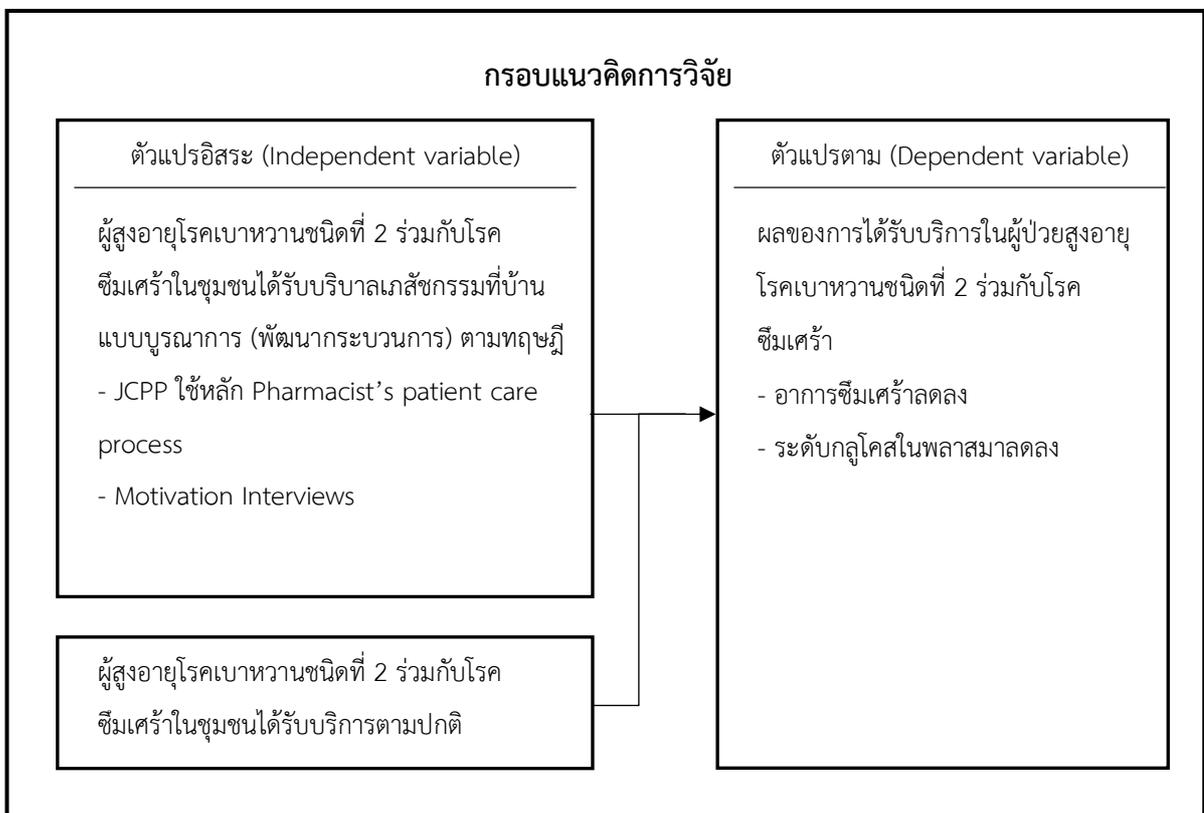 กรอบแนวคิดการวิจัย
ตัวแปรอิสระ (Independent variable)
ผู้สูงอายุโรคเบาหวานชนิดที่ 2 ร่วมกับโรค
ซึมเศร้าในชุมชนได้รับบริบาลเภสัชกรรมที่บ้าน
แบบบูรณาการ (พัฒนากระบวนการ) ตามทฤษฎี
- JCPP ใช้หลัก Pharmacist’s patient care
process
- Motivation Interviews
ผู้สูงอายุโรคเบาหวานชนิดที่ 2 ร่วมกับโรค
ซึมเศร้าในชุมชนได้รับบริการตามปกติ
ตัวแปรตาม (Dependent variable)
ผลของการได้รับบริการในผู้ป่วยสูงอายุ
โรคเบาหวานชนิดที่ 2 ร่วมกับโรค
ซึมเศร้า
- อาการซึมเศร้าลดลง
- ระดับกลูโคสในพลาสมาลดลง